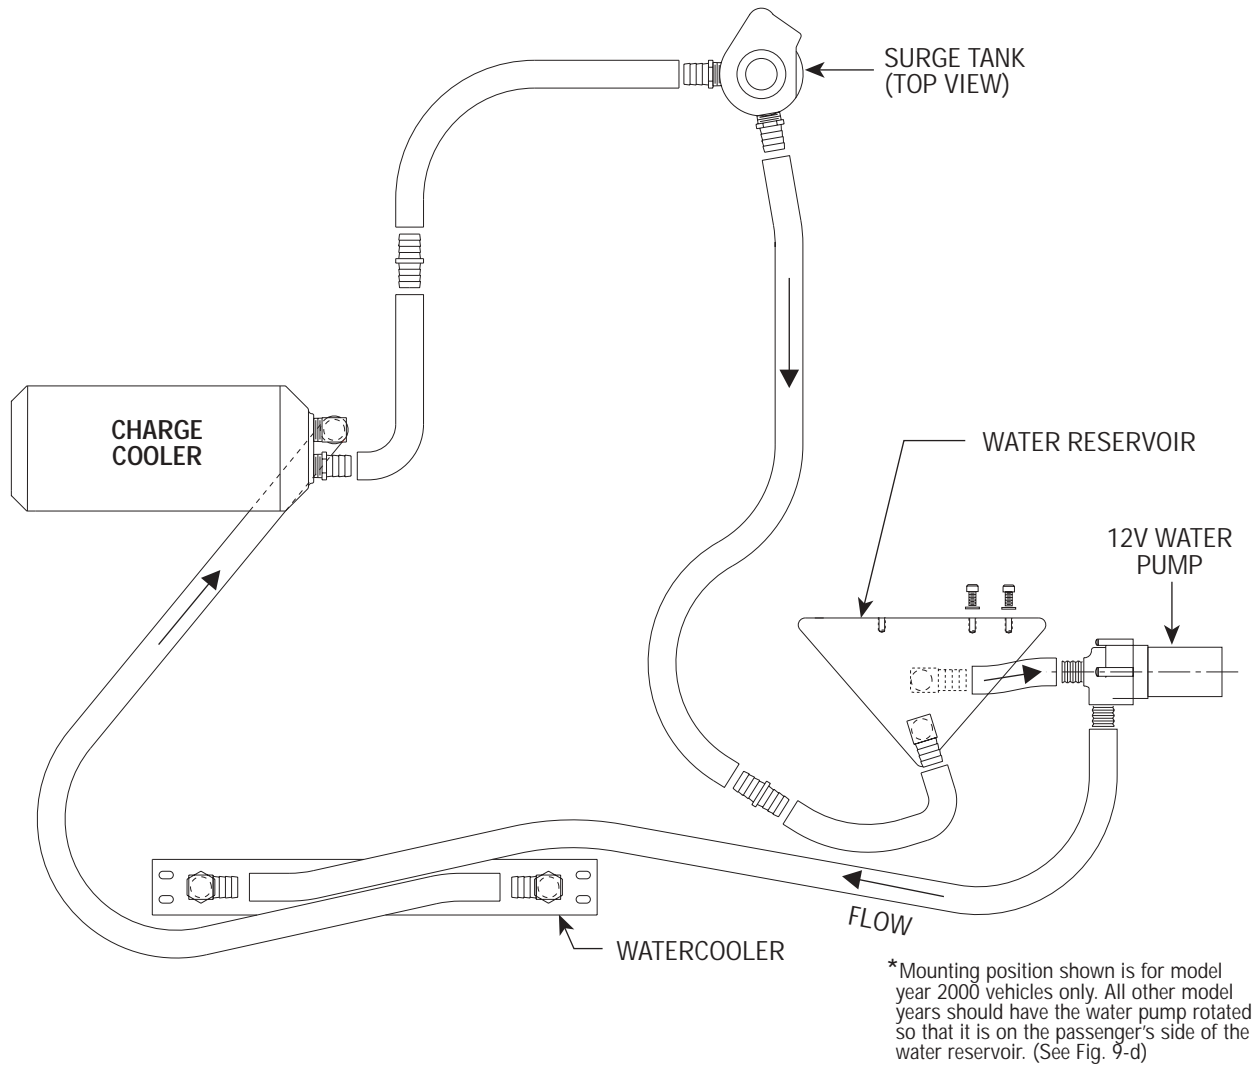 SURGE TANK
(TOP VIEW)
CHARGE
COOLER
WATER RESERVOIR
12V WATER
PUMP
FLOW
WATERCOOLER
*Mounting position shown is for model
year 2000 vehicles only. All other model
years should have the water pump rotated
so that it is on the passenger's side of the
water reservoir. (See Fig. 9-d)